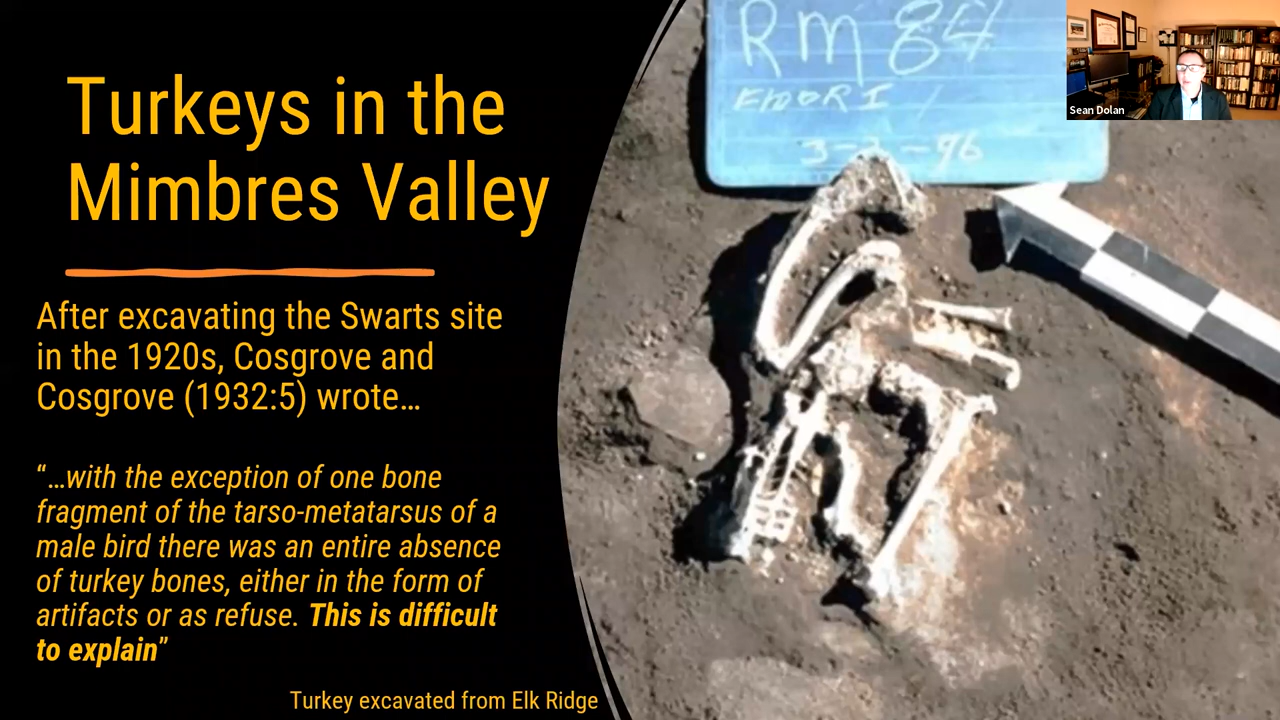 Turkeys in the
Mimbres Valley
After excavating the Swarts site
in the 1920s, Cosgrove and
Cosgrove (1932:5) wrote…
“…with the exception of one bone
fragment of the tarso-metatarsus of a
male bird there was an entire absence
of turkey bones, either in the form of
artifacts or as refuse. This is difficult
to explain”
Turkey excavated from Elk Ridge
RM 84
Sean Dolan